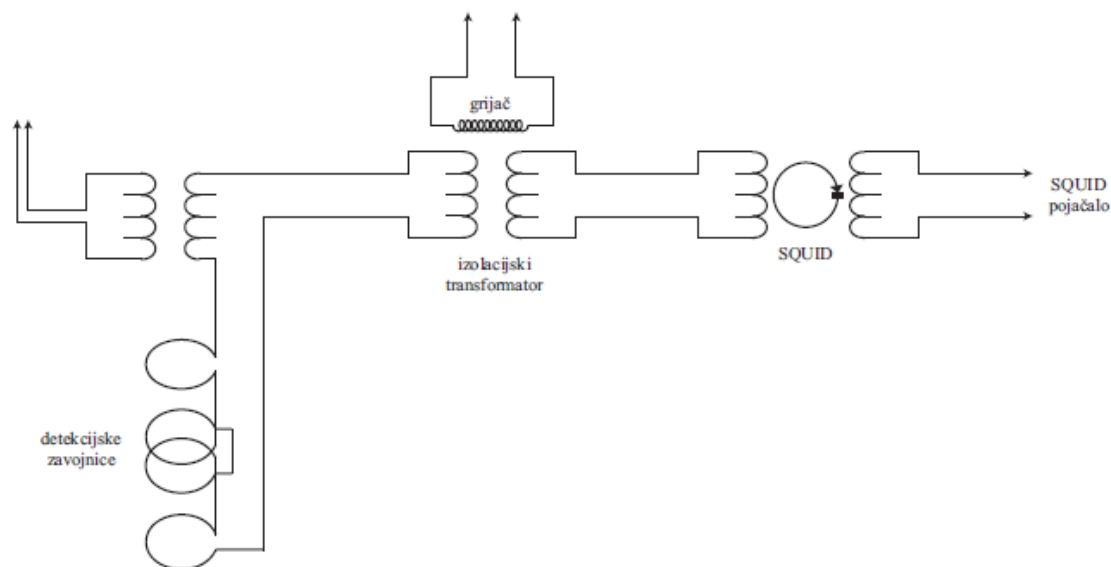 grijač
SQUID
pojačalo
SQUID
izolacijski
transformator
detekcijske
zavojnice